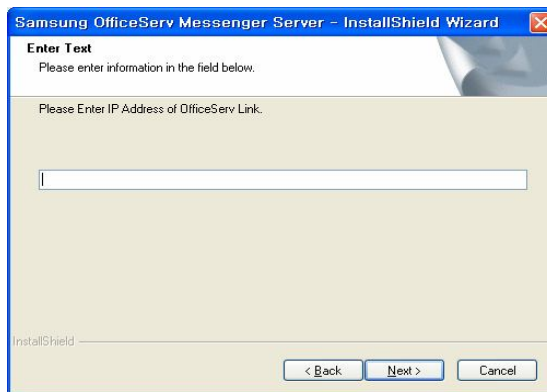 Samsung OfficeServ Messenger Server - InstallShield Wizard
Enter Text
Please enter information in the field below.
Please Enter IP Address of OfficeServ Link.
InstallShield
< Back Next > Cancel